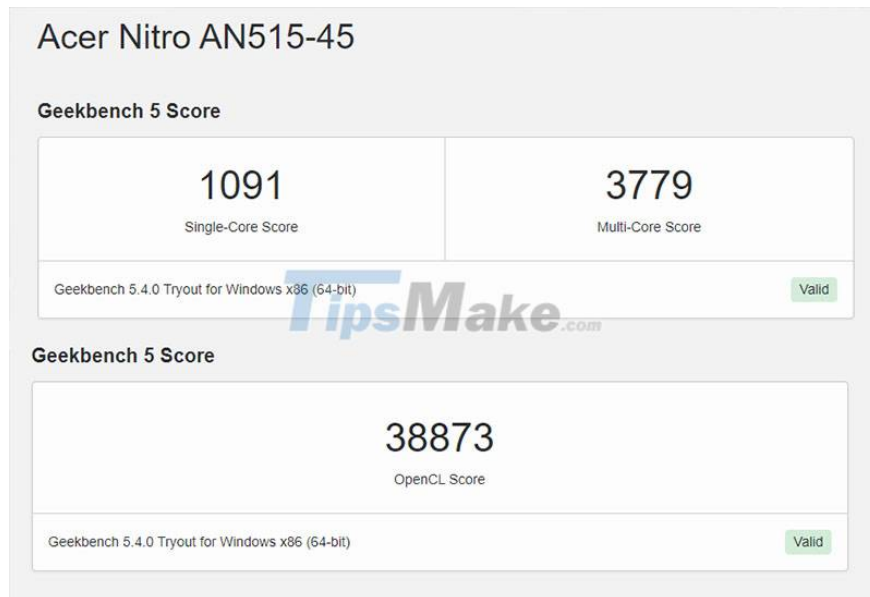 Acer Nitro AN515-45
Geekbench 5 Score
1091
Single-Core Score
3779
Multi-Core Score
Geekbench 5.4.0 Tryout for Windows x86 (64-bit)
Valid
TipsMake.com
Geekbench 5 Score
38873
OpenCL Score
Geekbench 5.4.0 Tryout for Windows x86 (64-bit)
Valid